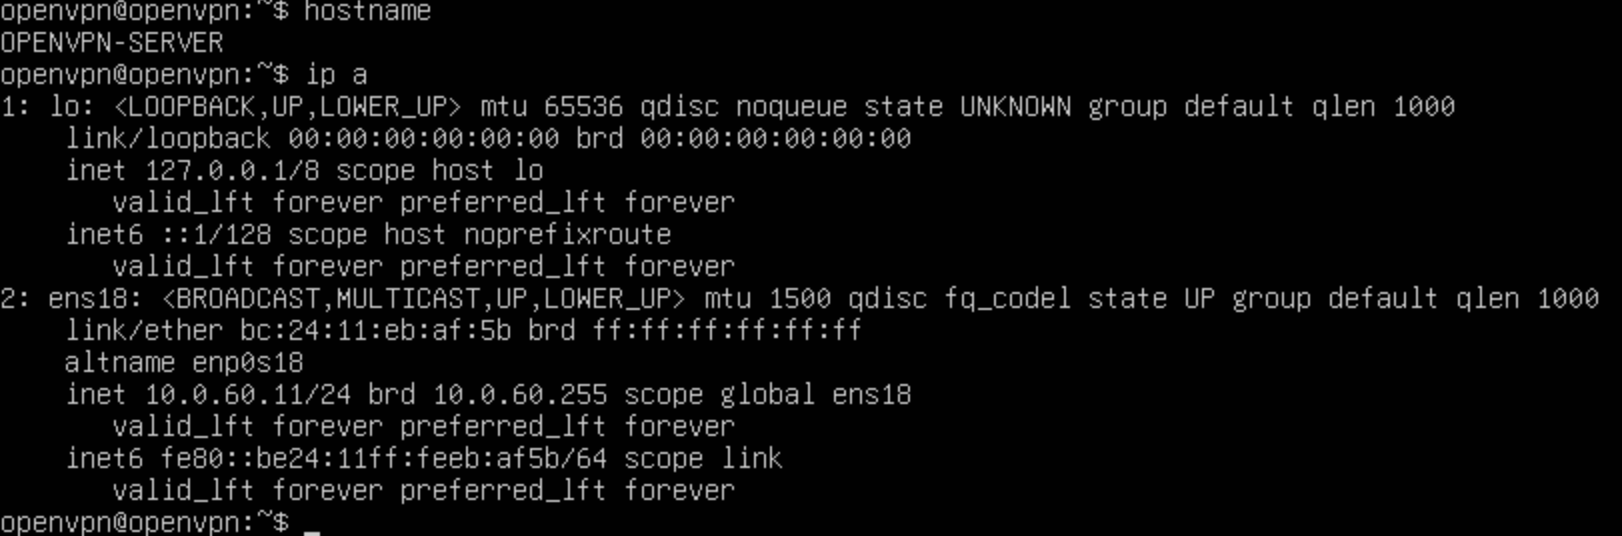 openvpn@openvpn:~$ hostname
OPENVPN-SERVER
openvpn@openvpn:~$ ip a
1: lo: <LOOPBACK,UP,LOWER_UP> mtu 65536 qdisc noqueue state UNKNOWN group default qlen 1000
    link/loopback 00:00:00:00:00:00 brd 00:00:00:00:00:00
    inet 127.0.0.1/8 scope host lo
       valid_lft forever preferred_lft forever
    inet6 ::1/128 scope host noprefixroute
       valid_lft forever preferred_lft forever
2: ens18: <BROADCAST,MULTICAST,UP,LOWER_UP> mtu 1500 qdisc fq_codel state UP group default qlen 1000
    link/ether bc:24:11:eb:af:5b brd ff:ff:ff:ff:ff:ff
    altname enp0s18
    inet 10.0.60.11/24 brd 10.0.60.255 scope global ens18
       valid_lft forever preferred_lft forever
    inet6 fe80::be24:11ff:feeb:af5b/64 scope link
       valid_lft forever preferred_lft forever
openvpn@openvpn:~$ _